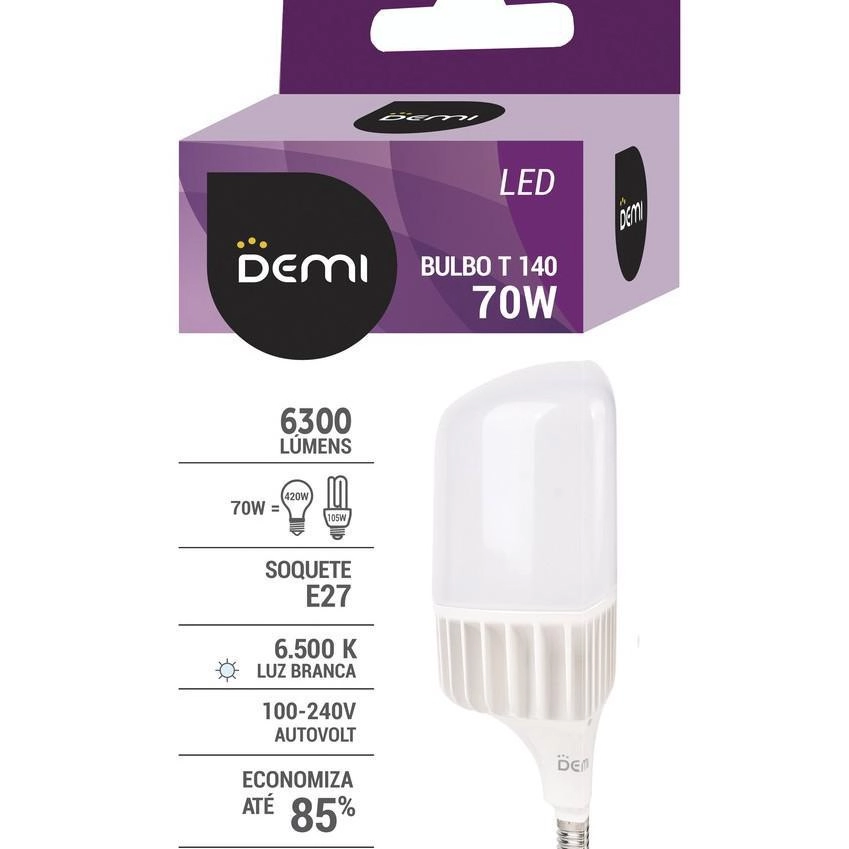 DEMI
LED
DEMI
DEMI
BULBO T 140
70W
6300
LÚMENS
70W =
420W
105W
SOQUETE
E27
6.500 K
LUZ BRANCA
100-240V
AUTOVOLT
ECONOMIZA
ATÉ 85%
DEMI